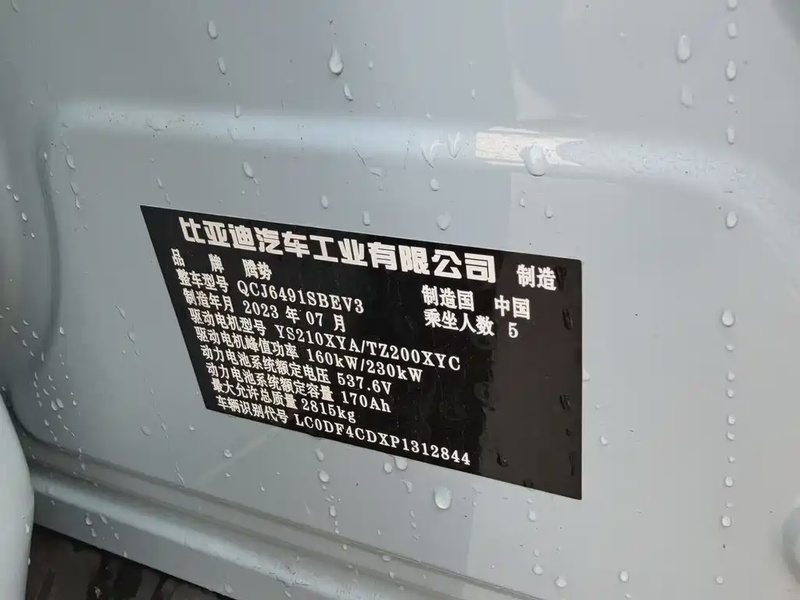 比亚迪汽车工业有限公司 制造
品牌 腾势
整车型号 QCJ6491SBEV3 制造国 中国
制造年月 2023 年 07 月 乘坐人数 5
驱动电机型号 YS210XYA/TZ200XYC
驱动电机峰值功率 160kW/230kW
动力电池系统额定电压 537.6V
动力电池系统额定容量 170Ah
最大允许总质量 2815kg
车辆识别代号 LC0DF4CDXP1312844